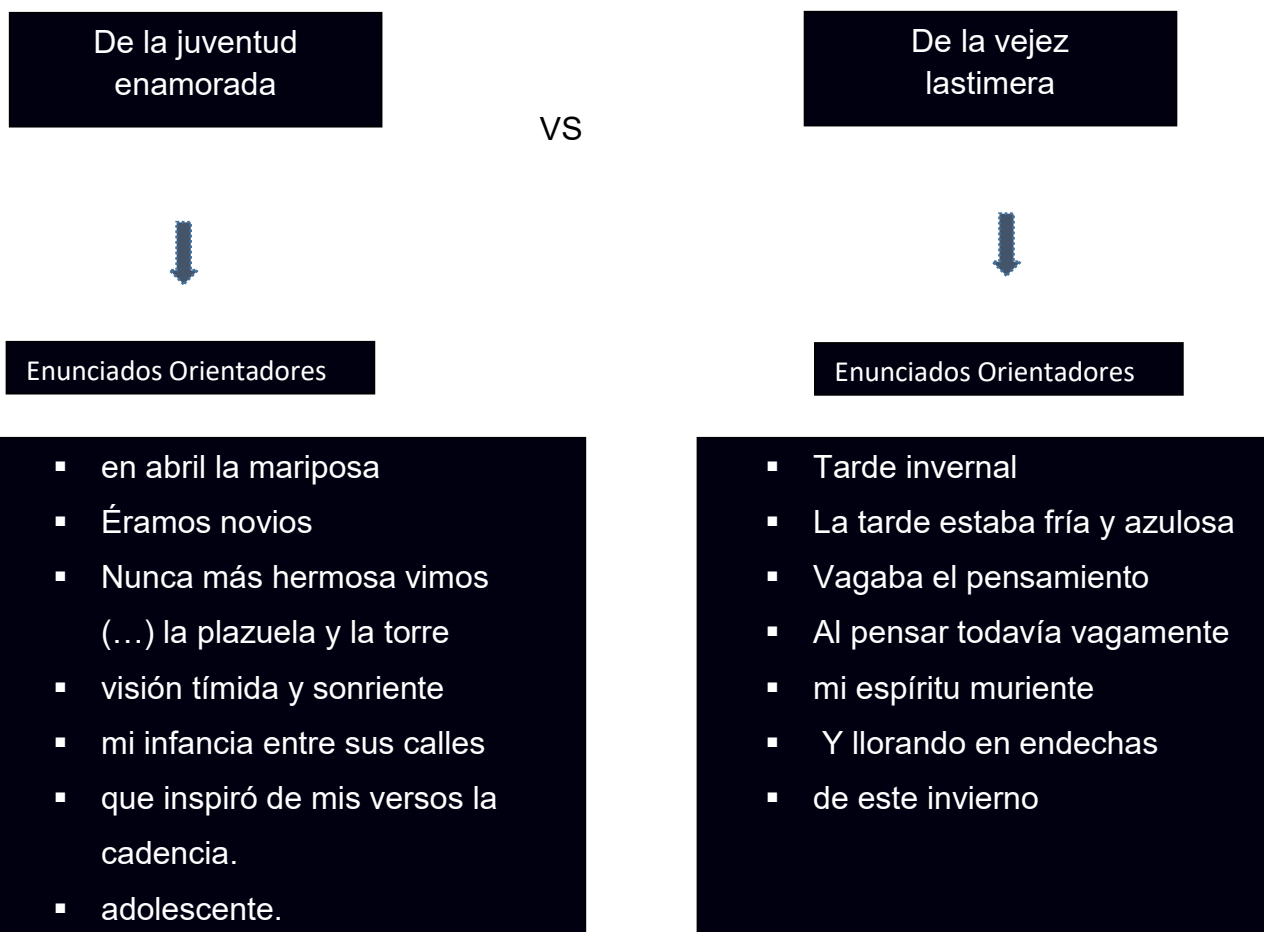 De la juventud
enamorada
VS
De la vejez
lastimera
Enunciados Orientadores
▪ en abril la mariposa
▪ Éramos novios
▪ Nunca más hermosa vimos
(…) la plazuela y la torre
▪ visión tímida y sonriente
▪ mi infancia entre sus calles
▪ que inspiró de mis versos la
cadencia.
▪ adolescente.
Enunciados Orientadores
▪ Tarde invernal
▪ La tarde estaba fría y azulosa
▪ Vagaba el pensamiento
▪ Al pensar todavía vagamente
▪ mi espíritu muriente
▪ Y llorando en endechas
▪ de este invierno